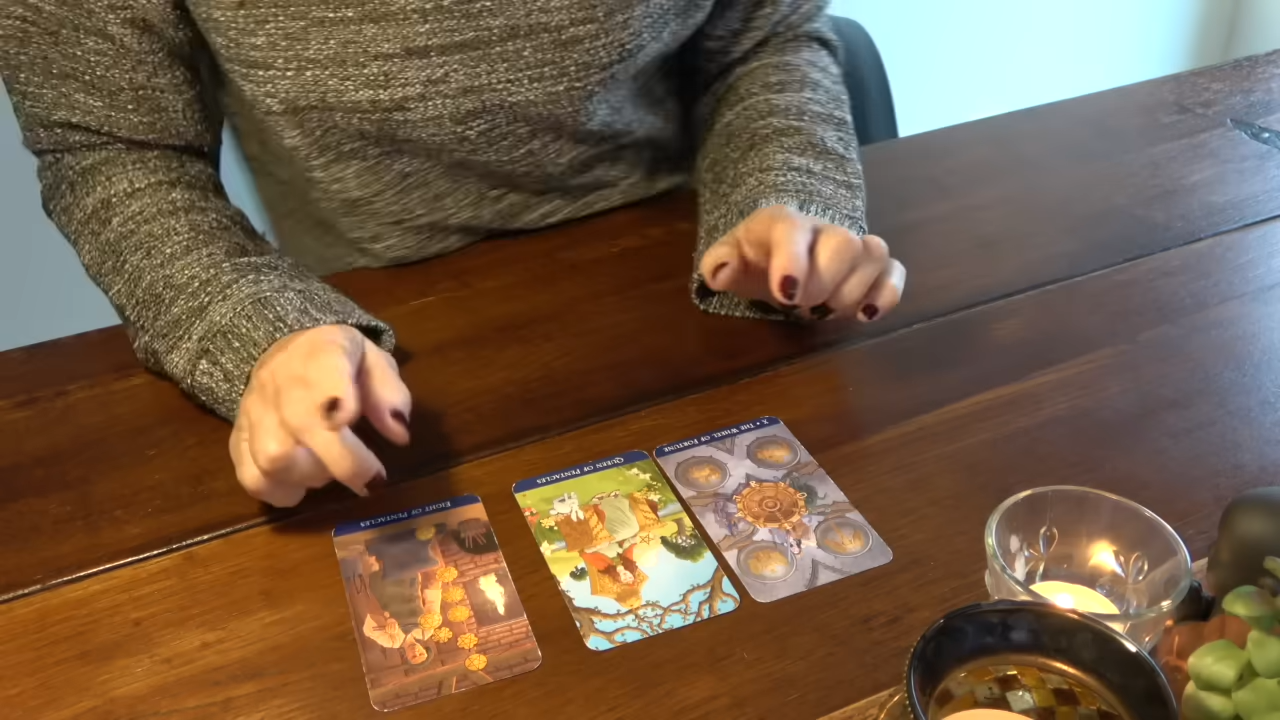 EIGHT OF PENTACLES
QUEEN OF PENTACLES
X • THE WHEEL OF FORTUNE